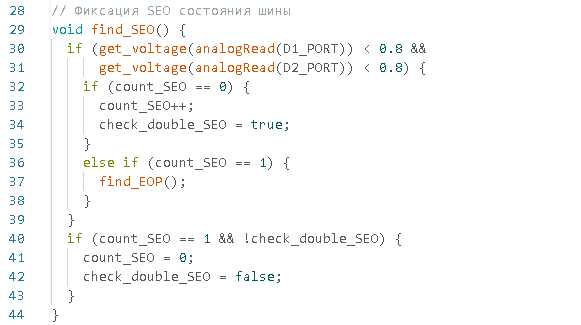 28 // Фиксация SEO состояния шины
29 void find_SEO() {
30 if (get_voltage(analogRead(D1_PORT)) < 0.8 &&
31 get_voltage(analogRead(D2_PORT)) < 0.8) {
32 if (count_SEO == 0) {
33 count_SEO++;
34 check_double_SEO = true;
35 }
36 else if (count_SEO == 1) {
37 find_EOP();
38 }
39 }
40 if (count_SEO == 1 && !check_double_SEO) {
41 count_SEO = 0;
42 check_double_SEO = false;
43 }
44 }